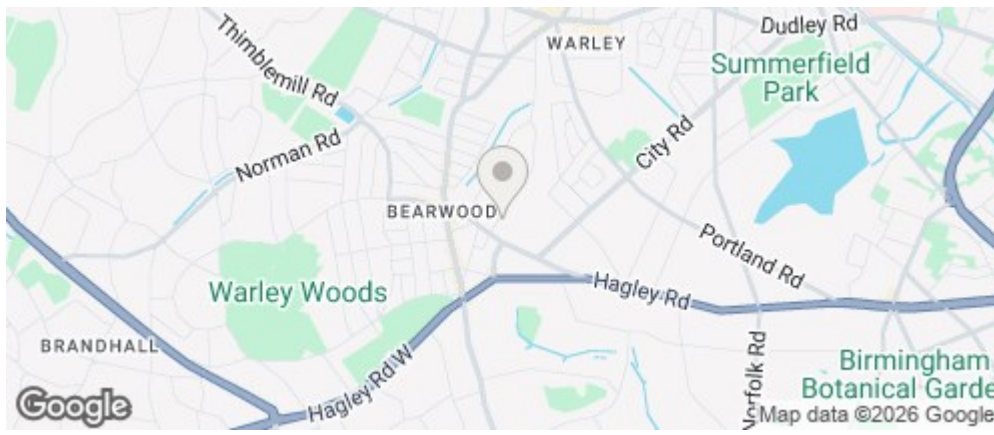 Dudley Rd
Thimblemill Rd
WARLEY
Summerfield
Park
City Rd
Norman Rd
BEARWOOD
Portland Rd
Warley Woods
Hagley Rd
BRANDHALL
Norfolk Rd
Birmingham
Botanical Garde
Hagley Rd W
Google
Map data ©2026 Google